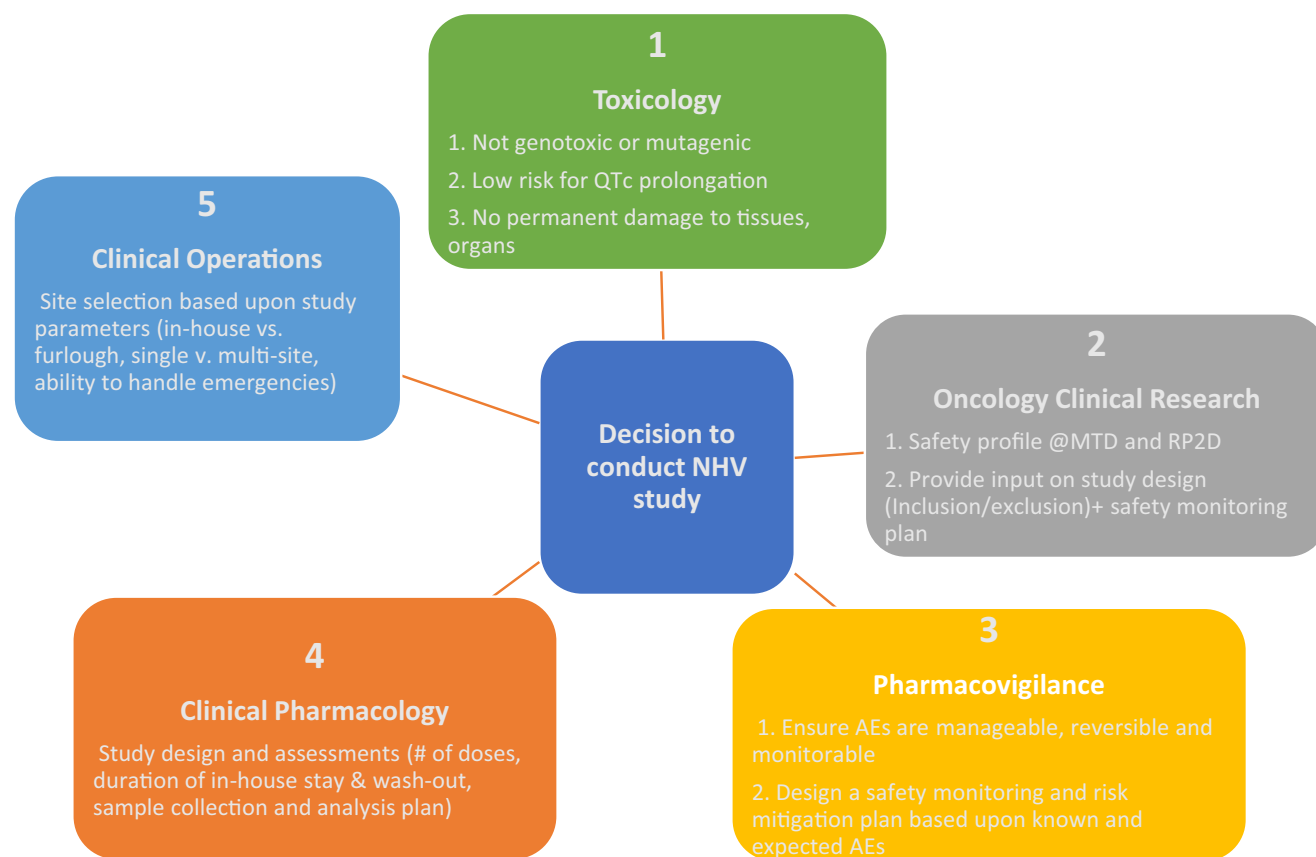 1
Toxicology
1. Not genotoxic or mutagenic
2. Low risk for QTc prolongation
3. No permanent damage to tissues,
organs
5
Clinical Operations
Site selection based upon study
parameters (in-house vs.
furlough, single v. multi-site,
ability to handle emergencies)
2
Oncology Clinical Research
1. Safety profile @MTD and RP2D
2. Provide input on study design
(Inclusion/exclusion)+ safety monitoring
plan
Decision to
conduct NHV
study
4
Clinical Pharmacology
Study design and assessments (# of doses,
duration of in-house stay & wash-out,
sample collection and analysis plan)
3
Pharmacovigilance
1. Ensure AEs are manageable, reversible and
monitorable
2. Design a safety monitoring and risk
mitigation plan based upon known and
expected AEs